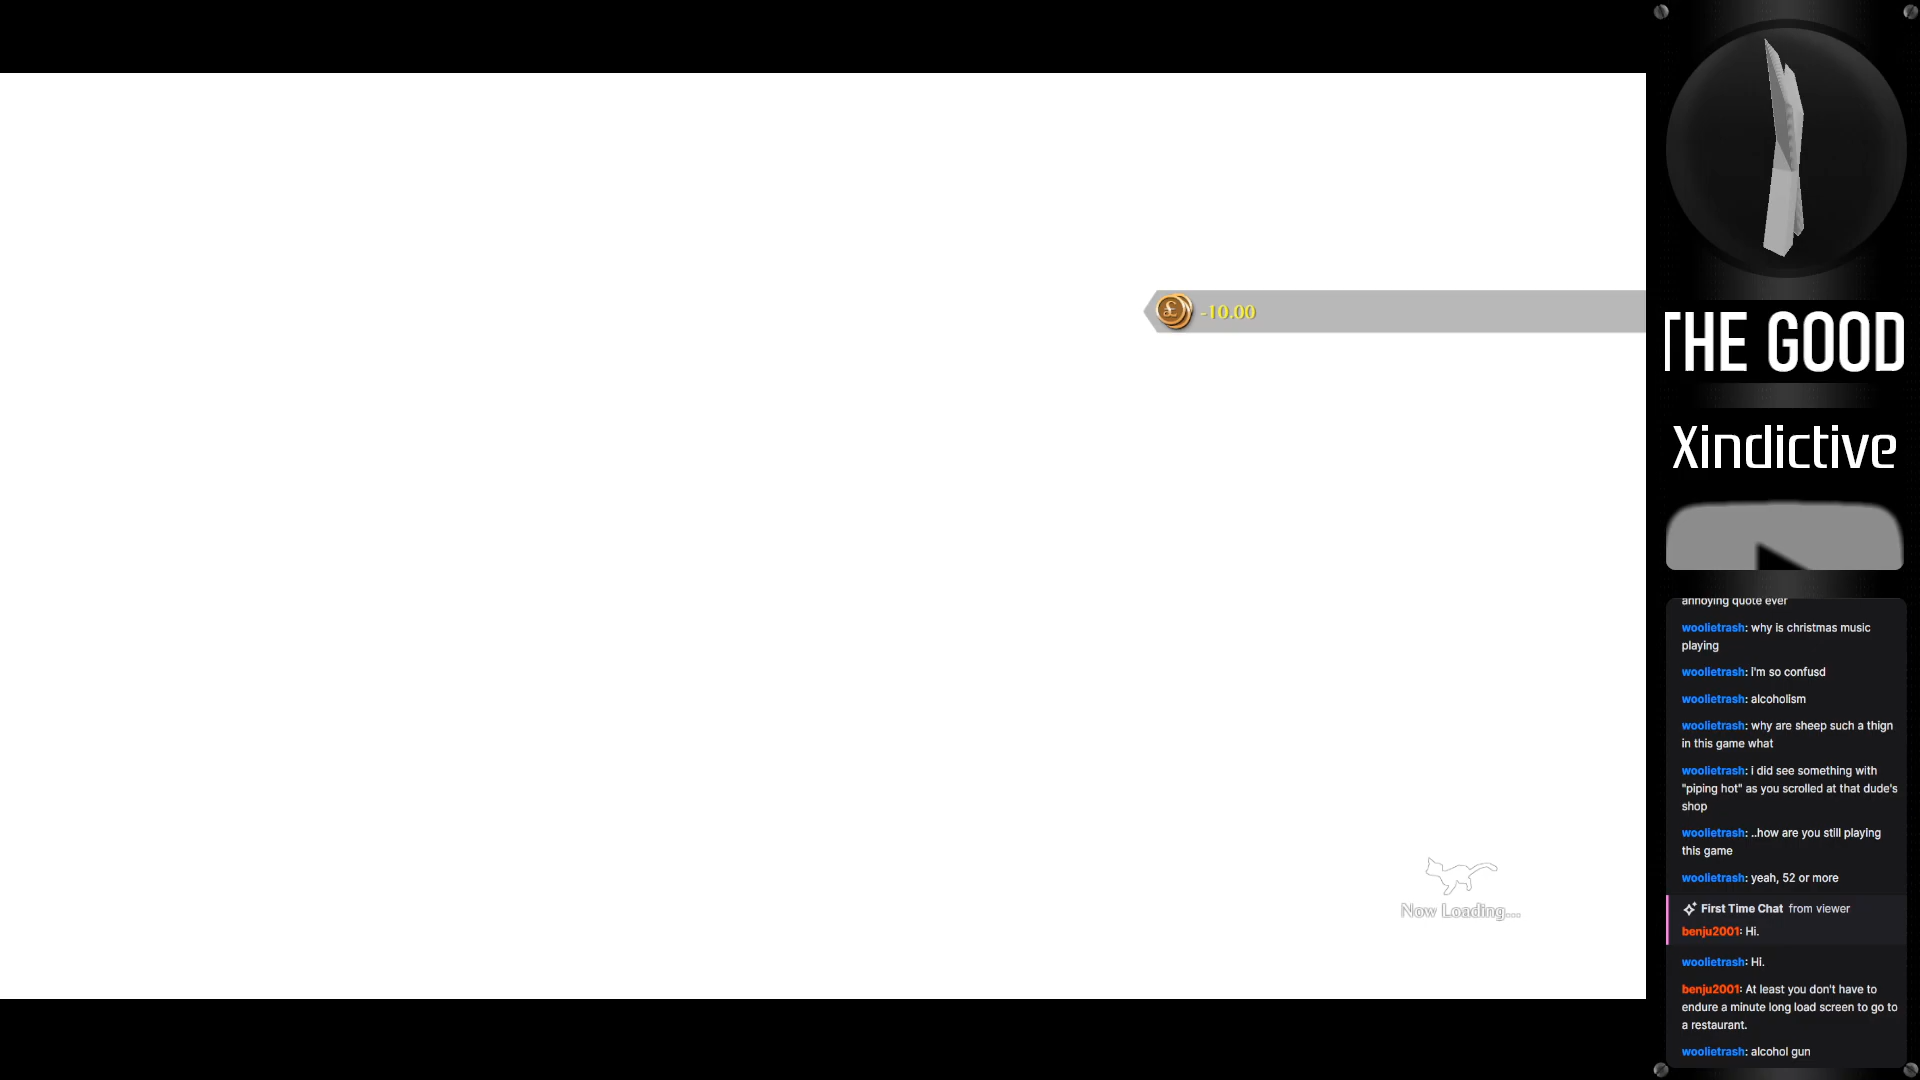 £ -10.00
Now Loading...
THE GOOD
Xindictive
annoying quote ever
woolietrash: why is christmas music
playing
woolietrash: i'm so confusd
woolietrash: alcoholism
woolietrash: why are sheep such a thign
in this game what
woolietrash: i did see something with
"piping hot" as you scrolled at that dude's
shop
woolietrash: ..how are you still playing
this game
woolietrash: yeah, 52 or more
First Time Chat from viewer
benju2001: Hi.
woolietrash: Hi.
benju2001: At least you don't have to
endure a minute long load screen to go to
a restaurant.
woolietrash: alcohol gun